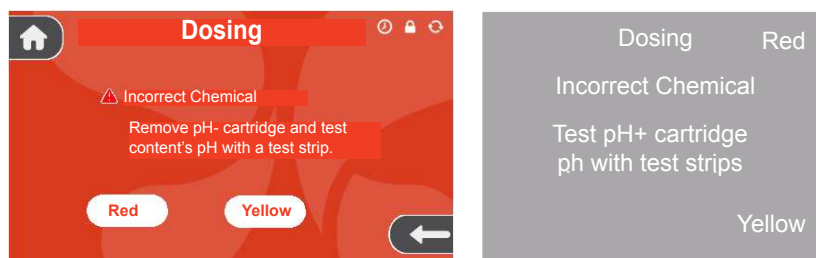 Dosing
Incorrect Chemical
Remove pH- cartridge and test
content's pH with a test strip.
Red Yellow
Dosing Red
Incorrect Chemical
Test pH+ cartridge
ph with test strips
Yellow